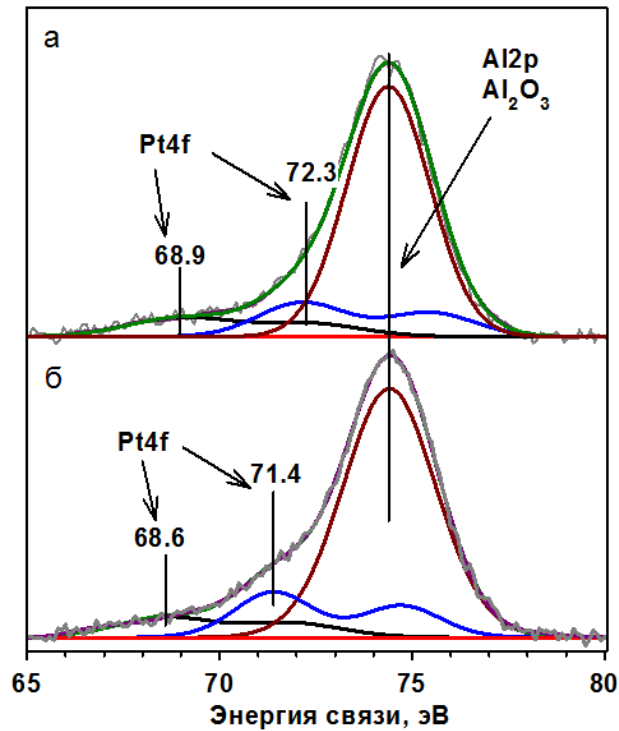 а
Al2p
Al₂O₃
Pt4f
72.3
68.9
б
Pt4f
71.4
68.6
65
70
75
80
Энергия связи, эВ